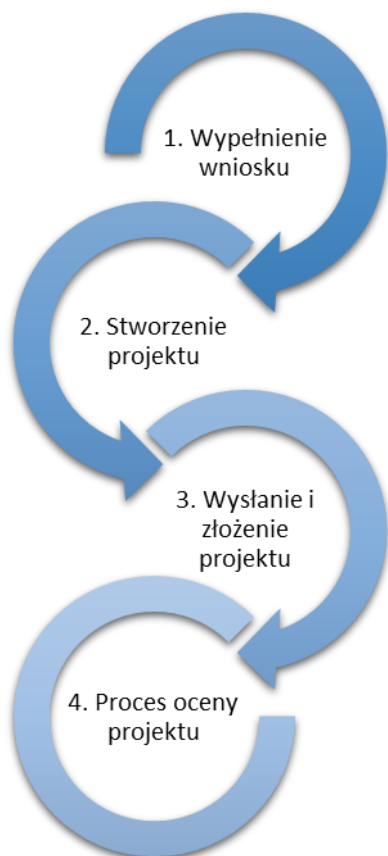 1. Wypełnienie
wniosku
2. Stworzenie
projektu
3. Wysłanie i
złożenie
projektu
4. Proces oceny
projektu